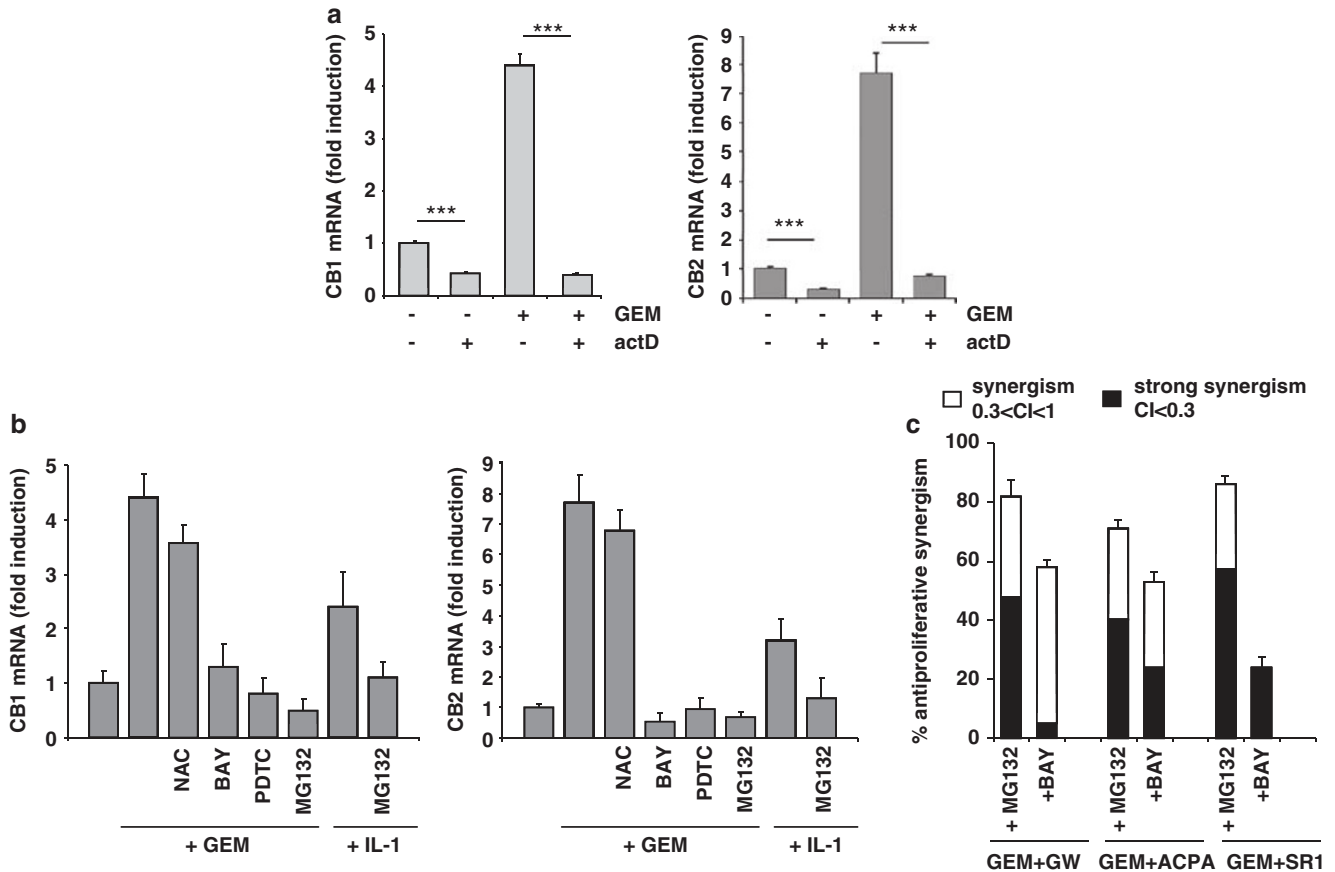 a
CB1 mRNA (fold induction)
5
4
3
2
1
0
***
***
- - + + GEM
- + - + actD
CB2 mRNA (fold induction)
9
8
7
6
5
4
3
2
1
0
***
***
- - + + GEM
- + - + actD
b
CB1 mRNA (fold induction)
5
4
3
2
1
0
NAC
BAY
PDTC
MG132
MG132
+ GEM
+ IL-1
CB2 mRNA (fold induction)
9
8
7
6
5
4
3
2
1
0
NAC
BAY
PDTC
MG132
MG132
+ GEM
+ IL-1
synergism
0.3<CI<1
strong synergism
CI<0.3
c
% antiproliferative synergism
100
80
60
40
20
0
+ MG132
+BAY
+ MG132
+BAY
+ MG132
+BAY
GEM+GW
GEM+ACPA
GEM+SR1